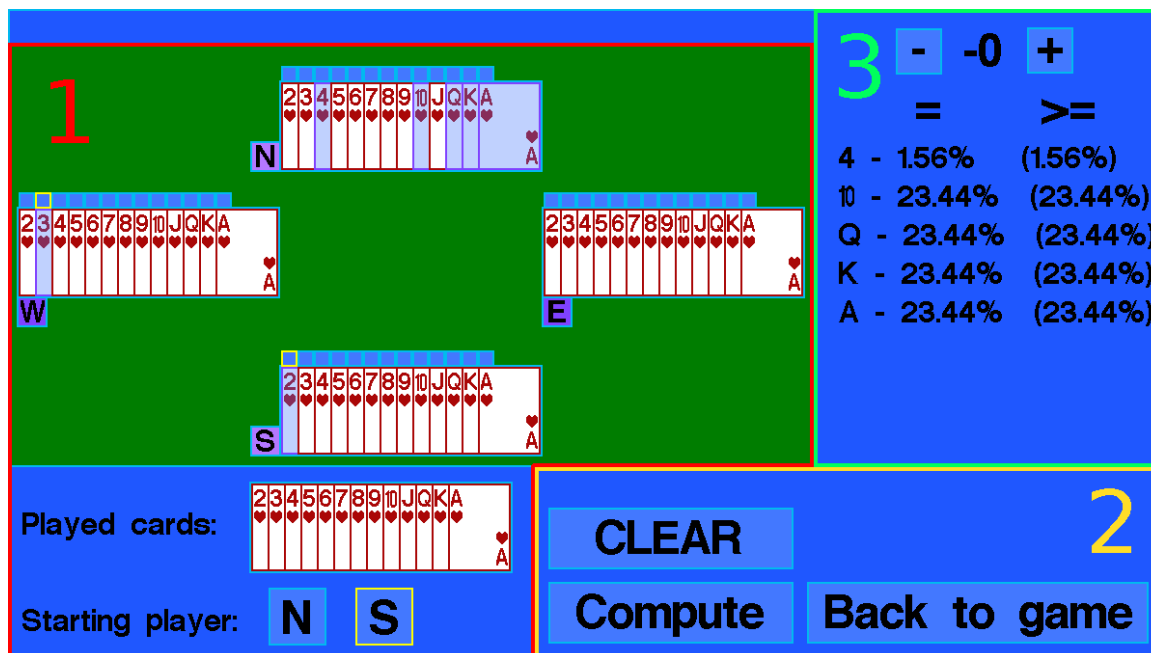 1
2 3 4 5 6 7 8 9 10 J Q K A
A
N
2 3 4 5 6 7 8 9 10 J Q K A
A
W
2 3 4 5 6 7 8 9 10 J Q K A
A
E
2 3 4 5 6 7 8 9 10 J Q K A
A
S
Played cards:
2 3 4 5 6 7 8 9 10 J Q K A
A
Starting player: N S
3
- -0 +
= >=
4 - 1.56% (1.56%)
10 - 23.44% (23.44%)
Q - 23.44% (23.44%)
K - 23.44% (23.44%)
A - 23.44% (23.44%)
2
CLEAR
Compute Back to game